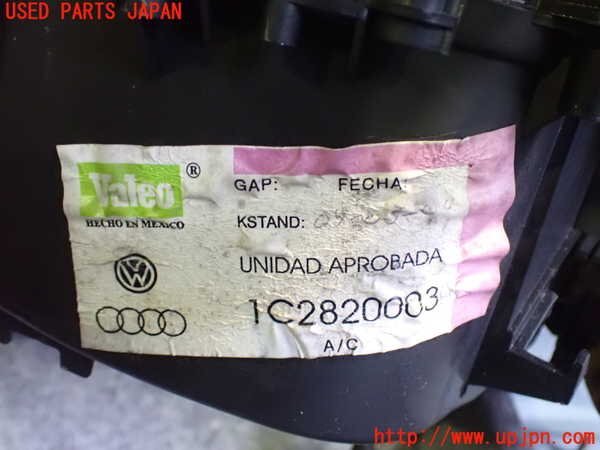 USED PARTS JAPAN
Valeo ®
HECHO EN MEXICO
GAP: FECHA:
KSTAND:
UNIDAD APROBADA
1C2820003
A/C
http://www.upjpn.com